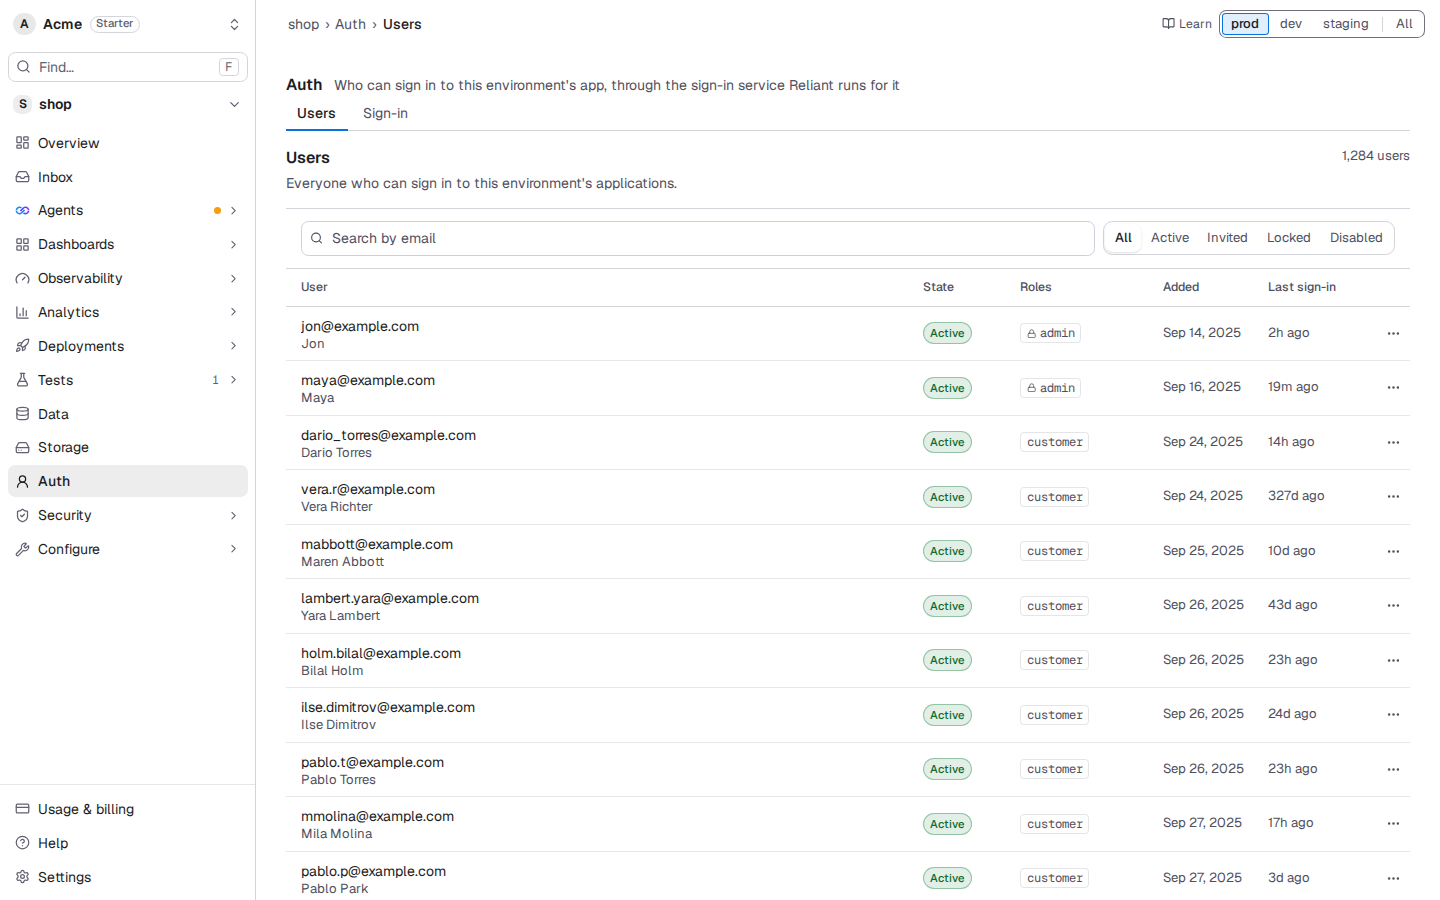 A Acme Starter
Find... F
S shop
Overview
Inbox
Agents
Dashboards
Observability
Analytics
Deployments
Tests 1
Data
Storage
Auth
Security
Configure
Usage & billing
Help
Settings
shop › Auth › Users
Learn prod dev staging All
Auth Who can sign in to this environment's app, through the sign-in service Reliant runs for it
Users Sign-in
Users 1,284 users
Everyone who can sign in to this environment's applications.
Search by email All Active Invited Locked Disabled
User State Roles Added Last sign-in
jon@example.com
Jon Active admin Sep 14, 2025 2h ago
maya@example.com
Maya Active admin Sep 16, 2025 19m ago
dario_torres@example.com
Dario Torres Active customer Sep 24, 2025 14h ago
vera.r@example.com
Vera Richter Active customer Sep 24, 2025 327d ago
mabbott@example.com
Maren Abbott Active customer Sep 25, 2025 10d ago
lambert.yara@example.com
Yara Lambert Active customer Sep 26, 2025 43d ago
holm.bilal@example.com
Bilal Holm Active customer Sep 26, 2025 23h ago
ilse.dimitrov@example.com
Ilse Dimitrov Active customer Sep 26, 2025 24d ago
pablo.t@example.com
Pablo Torres Active customer Sep 26, 2025 23h ago
mmolina@example.com
Mila Molina Active customer Sep 27, 2025 17h ago
pablo.p@example.com
Pablo Park Active customer Sep 27, 2025 3d ago